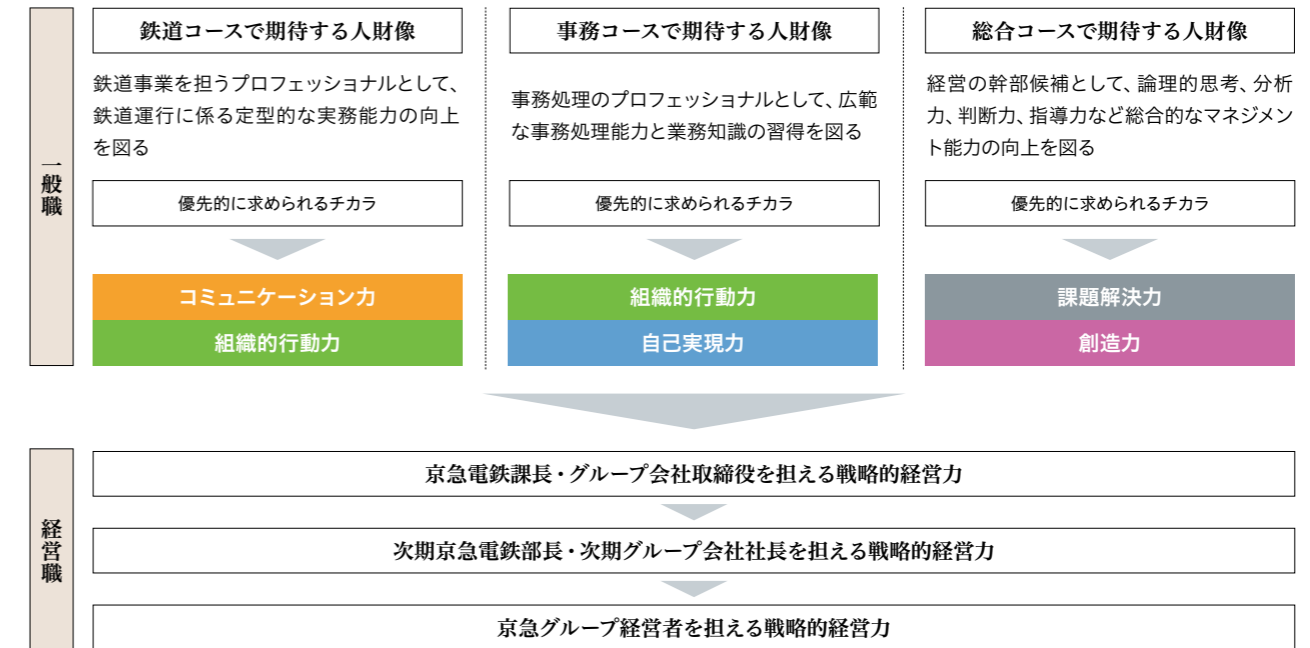 一般職
鉄道コースで期待する人財像
鉄道事業を担うプロフェッショナルとして、
鉄道運行に係る定型的な実務能力の向上
を図る
優先的に求められるチカラ
コミュニケーション力
組織的行動力
事務コースで期待する人財像
事務処理のプロフェッショナルとして、広範
な事務処理能力と業務知識の習得を図る
優先的に求められるチカラ
組織的行動力
自己実現力
総合コースで期待する人財像
経営の幹部候補として、論理的思考、分析
力、判断力、指導力など総合的なマネジメン
ト能力の向上を図る
優先的に求められるチカラ
課題解決力
創造力
経営職
京急電鉄課長・グループ会社取締役を担える戦略的経営力
次期京急電鉄部長・次期グループ会社社長を担える戦略的経営力
京急グループ経営者を担える戦略的経営力